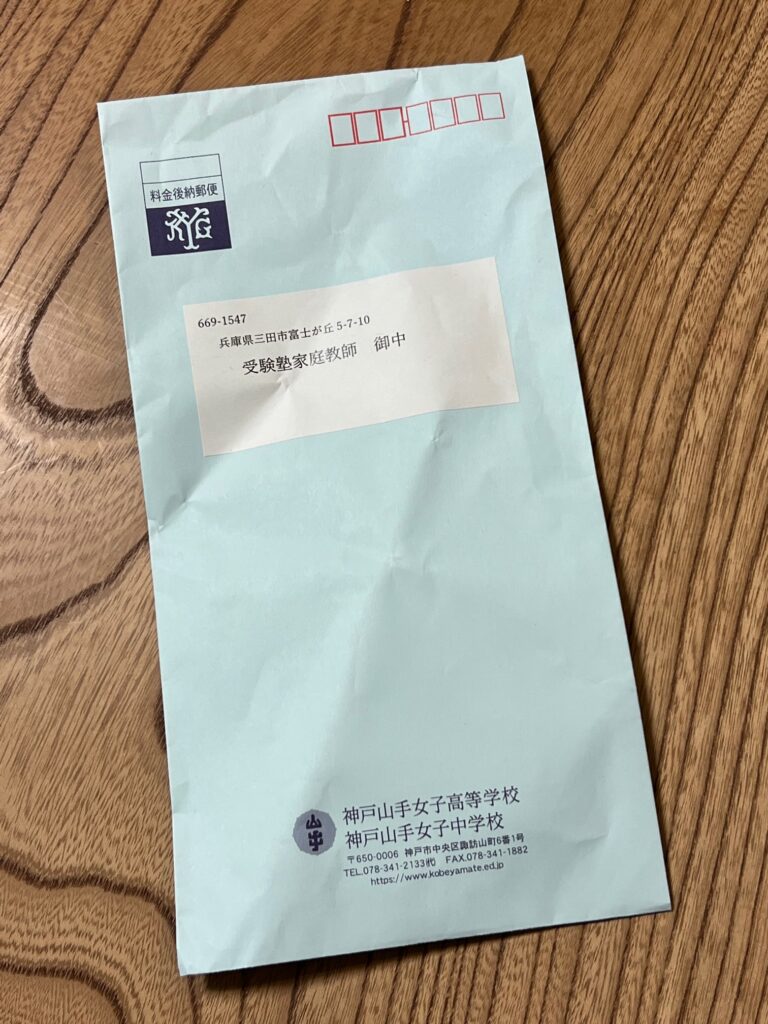 料金後納郵便
KYG
669-1547
兵庫県三田市富士が丘5-7-10
受験塾家庭教師 御中
山手
神戸山手女子高等学校
神戸山手女子中学校
〒650-0006 神戸市中央区諏訪山町6番1号
TEL.078-341-2133㈹ FAX.078-341-1882
https://www.kobeyamate.ed.jp